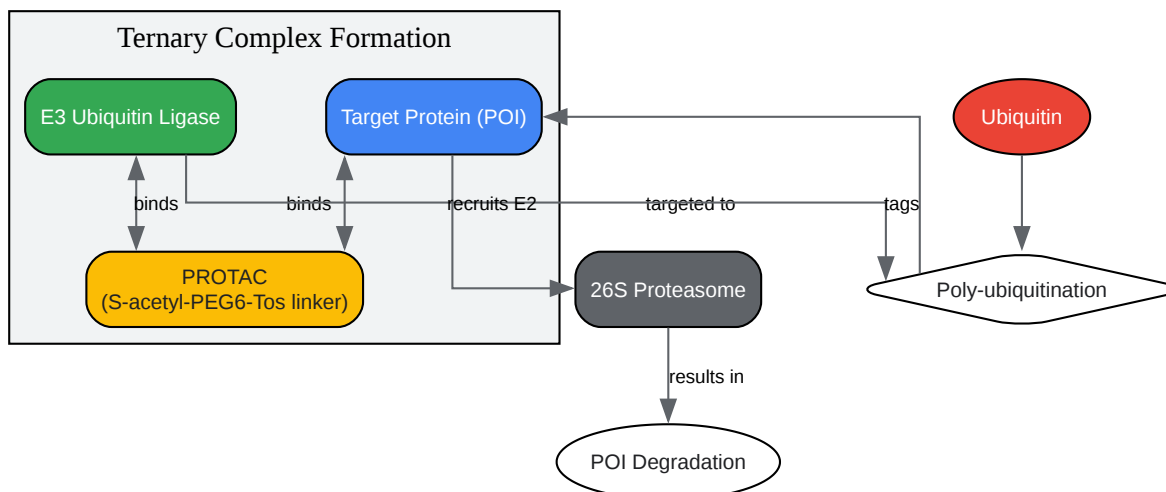 Ternary Complex Formation
E3 Ubiquitin Ligase
Target Protein (POI)
Ubiquitin
binds
binds
recruits E2
targeted to
tags
PROTAC
(S-acetyl-PEG6-Tos linker)
26S Proteasome
Poly-ubiquitination
results in
POI Degradation